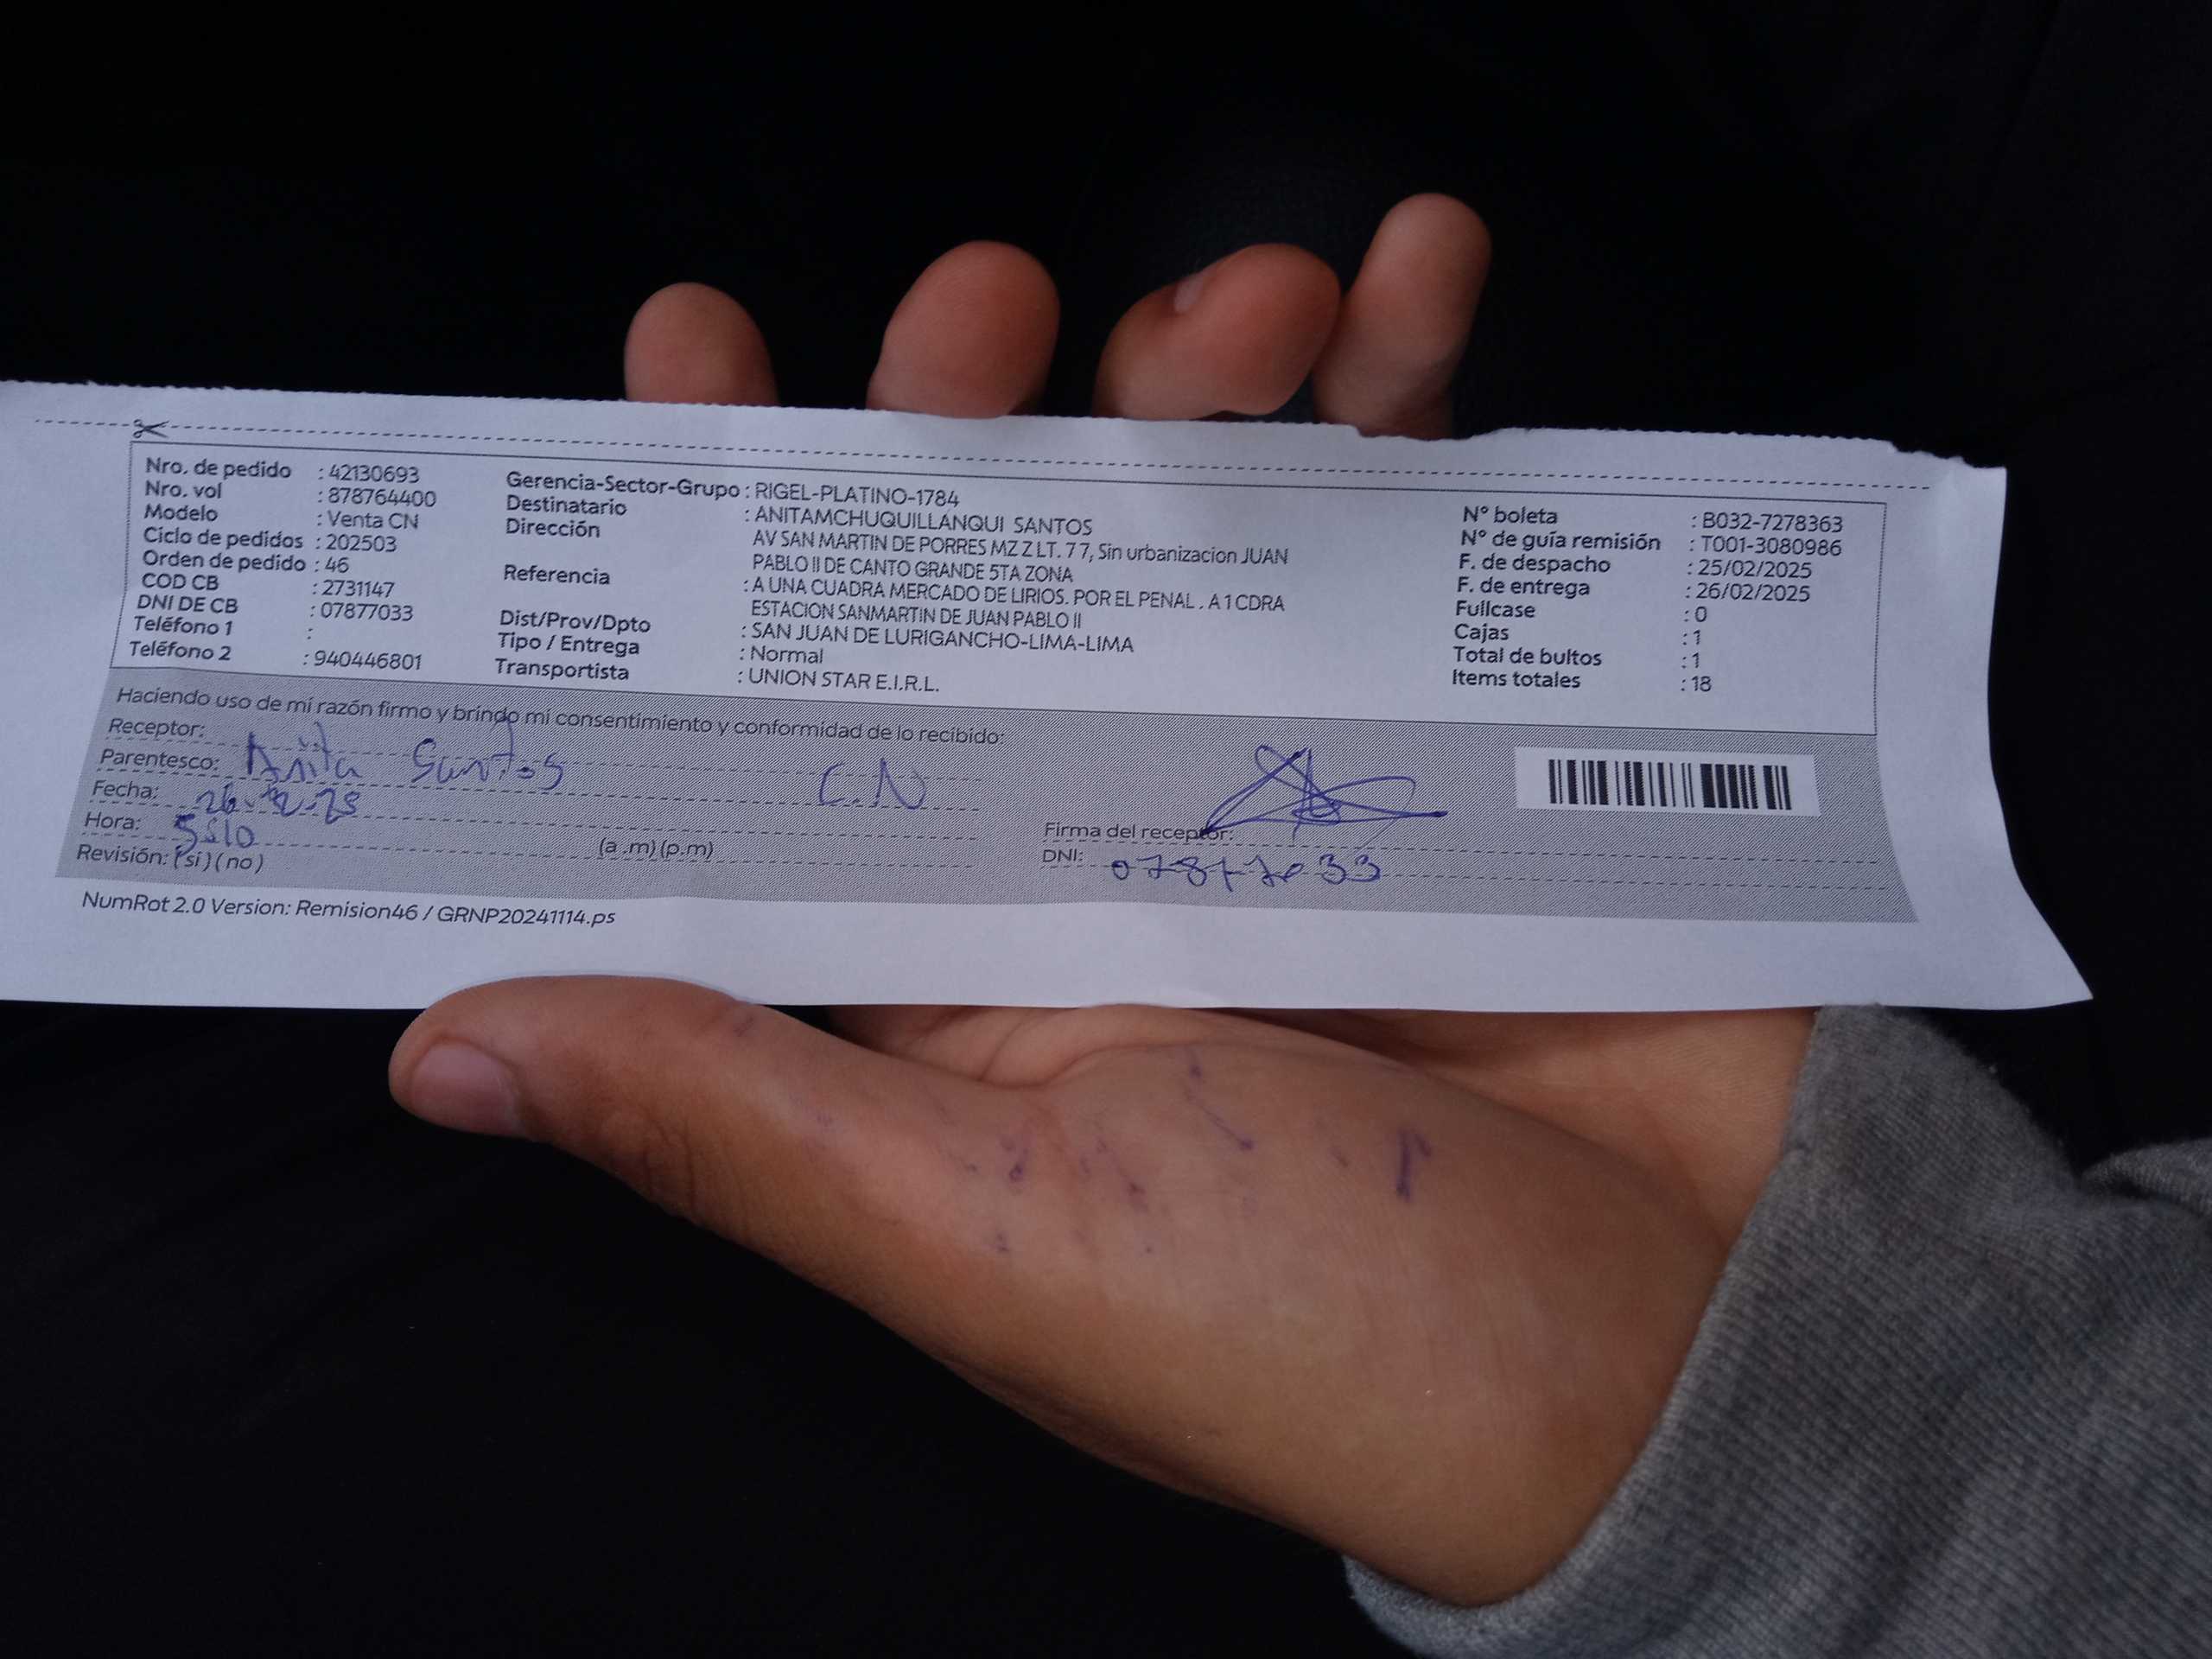 Nro. de pedido : 42130693
Nro. vol : 878764400
Modelo : Venta CN
Ciclo de pedidos : 202503
Orden de pedido : 46
COD CB : 2731147
DNI DE CB : 07877033
Teléfono 1 :
Teléfono 2 : 940446801
Gerencia-Sector-Grupo : RIGEL-PLATINO-1784
Destinatario : ANITAMCHUQUILLANQUI SANTOS
Dirección AV SAN MARTIN DE PORRES MZ Z LT. 7 7, Sin urbanizacion JUAN
PABLO II DE CANTO GRANDE 5TA ZONA
Referencia : A UNA CUADRA MERCADO DE LIRIOS. POR EL PENAL . A 1 CDRA
ESTACION SANMARTIN DE JUAN PABLO II
Dist/Prov/Dpto : SAN JUAN DE LURIGANCHO-LIMA-LIMA
Tipo / Entrega : Normal
Transportista : UNION STAR E.I.R.L.
N° boleta : B032-7278363
N° de guía remisión : T001-3080986
F. de despacho : 25/02/2025
F. de entrega : 26/02/2025
Fullcase : 0
Cajas : 1
Total de bultos : 1
Items totales : 18
Haciendo uso de mi razón firmo y brindo mi consentimiento y conformidad de lo recibido:
Receptor: Anita Santos C.N
Parentesco:
Fecha:
Hora:
(a .m) (p.m)
Revisión: ( si ) ( no )
Firma del receptor:
DNI: 07877033
NumRot 2.0 Version: Remision46 / GRNP20241114.ps